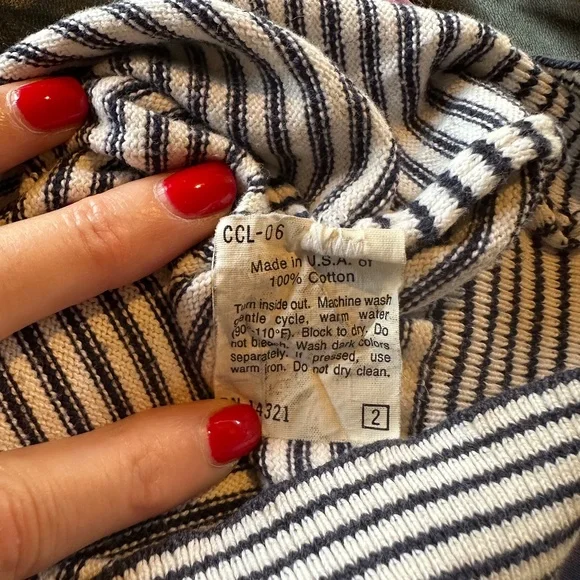 CCL-06
Made in U.S.A. of
100% Cotton
Turn inside out. Machine wash
gentle cycle, warm water
(90°-110°F). Block to dry. Do
not bleach. Wash dark colors
separately. If pressed, use
warm iron. Do not dry clean.
RN 14321
2